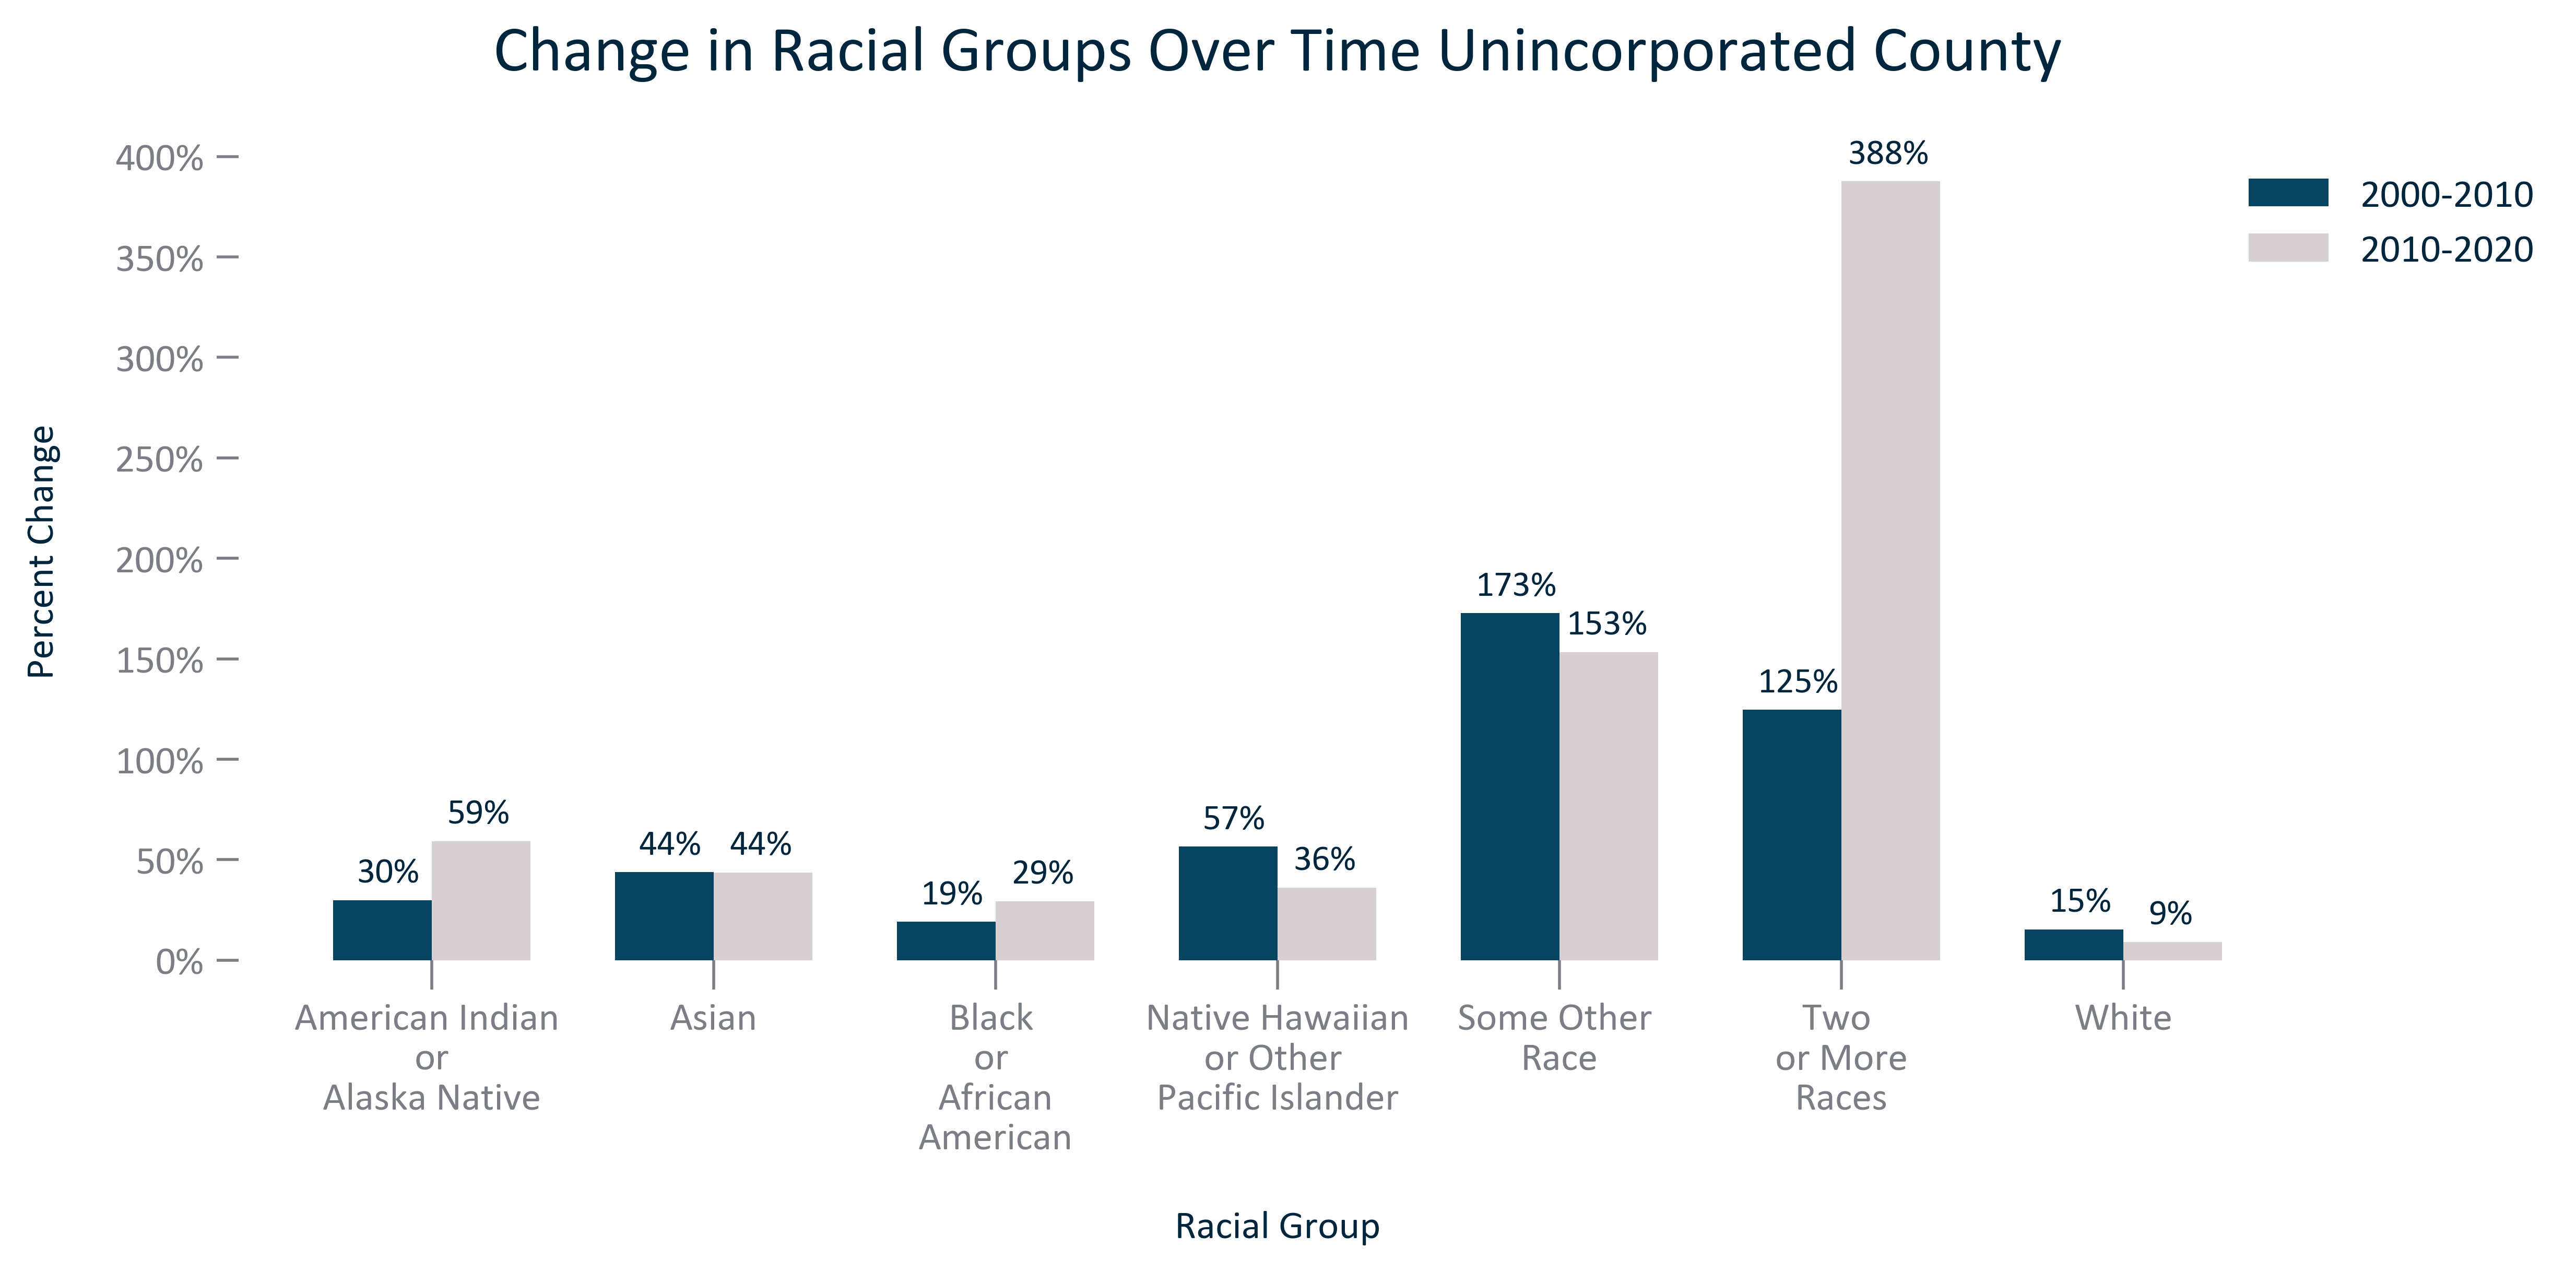 Change in Racial Groups Over Time Unincorporated County
400%
350%
300%
250%
200%
150%
100%
50%
0%
Percent Change
2000-2010
2010-2020
30%
59%
44%
44%
19%
29%
57%
36%
173%
153%
125%
388%
15%
9%
American Indian
or
Alaska Native
Asian
Black
or
African
American
Native Hawaiian
or Other
Pacific Islander
Some Other
Race
Two
or More
Races
White
Racial Group